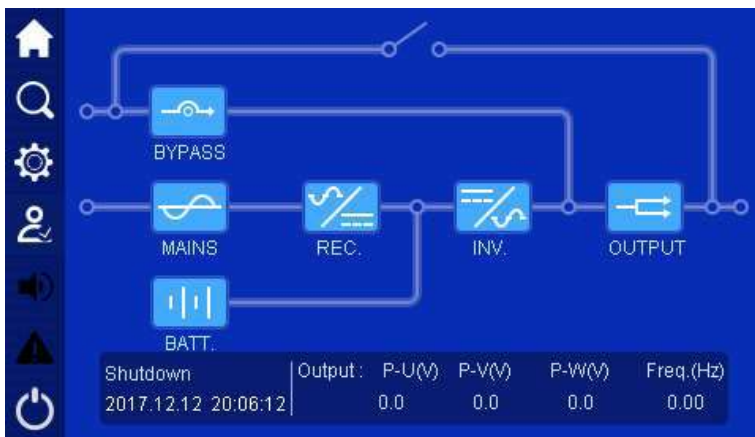 BYPASS
MAINS REC. INV. OUTPUT
BATT.
Shutdown Output : P-U(V) P-V(V) P-W(V) Freq.(Hz)
2017.12.12 20:06:12 0.0 0.0 0.0 0.00